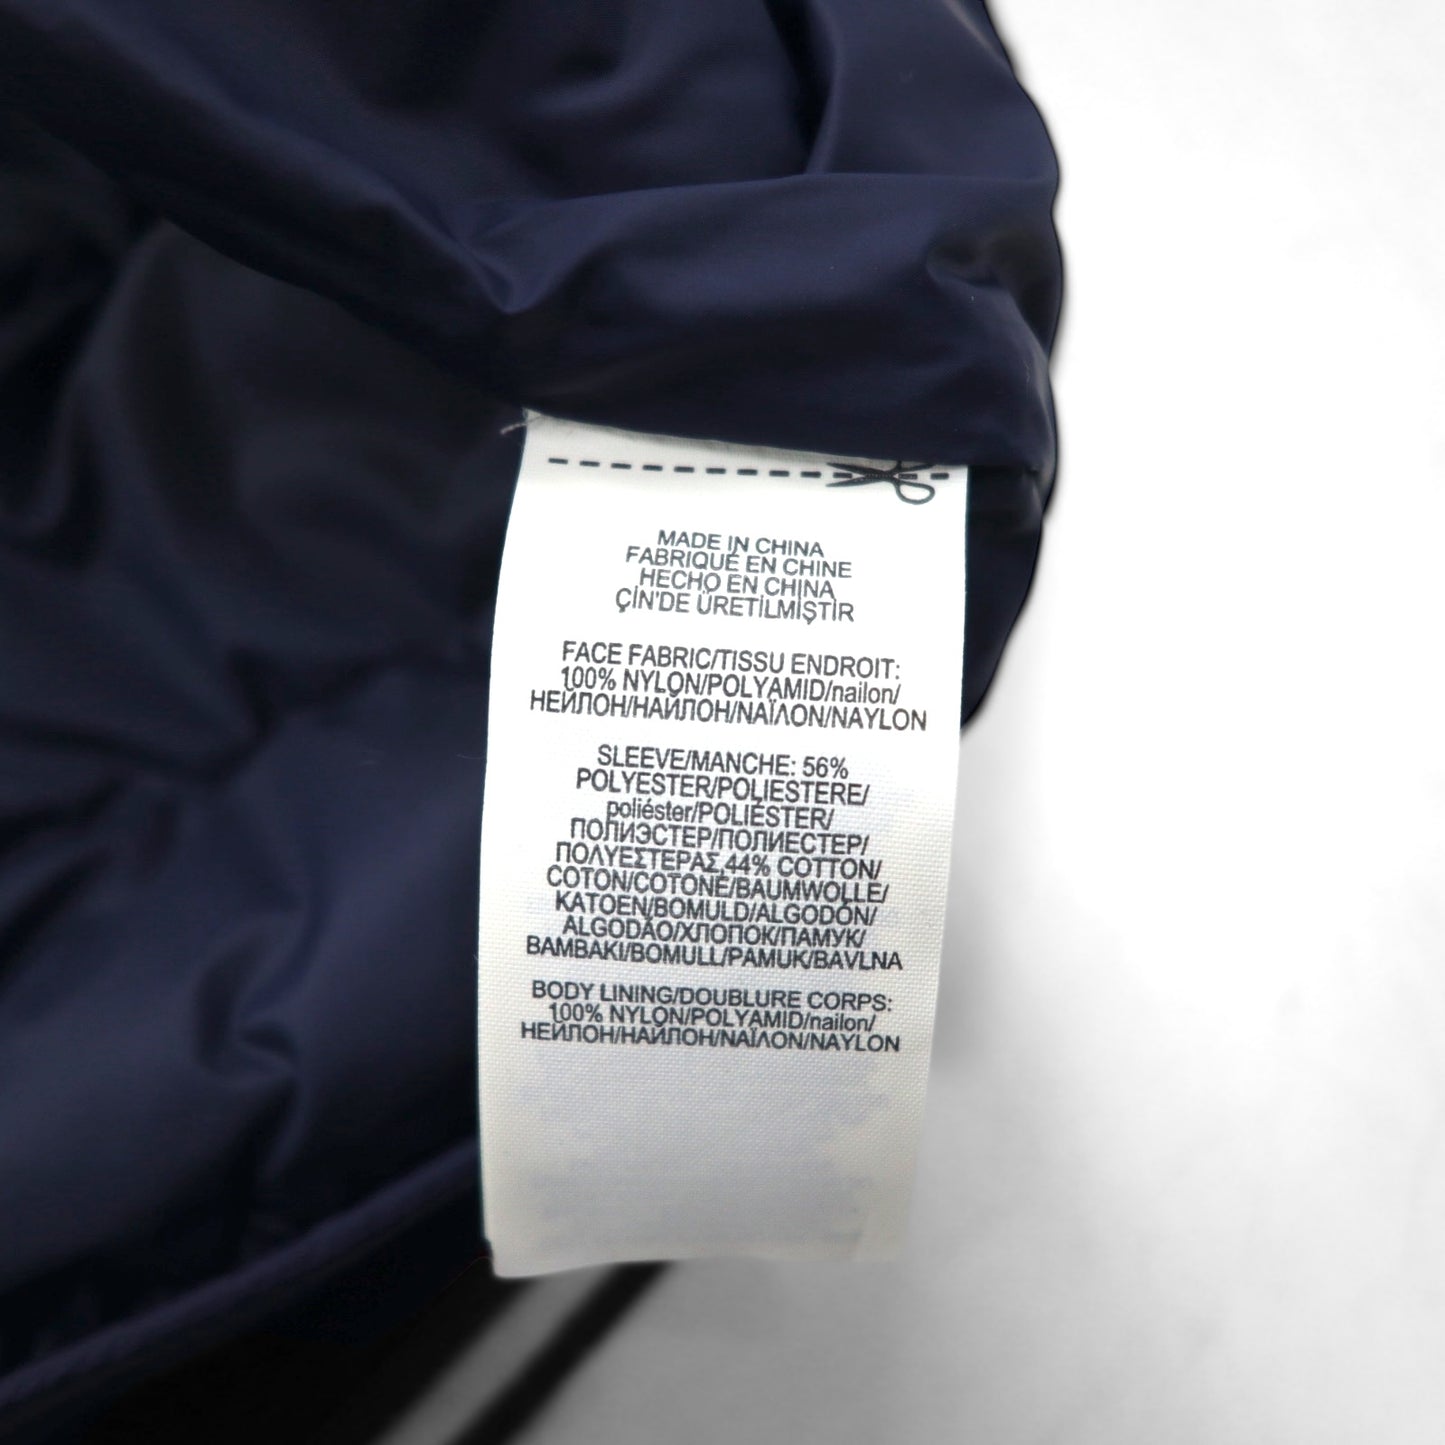 MADE IN CHINA
FABRIQUÉ EN CHINE
HECHO EN CHINA
ÇİN'DE ÜRETİLMİŞTİR
FACE FABRIC/TISSU ENDROIT:
100% NYLON/POLYAMID/nailon/
НЕЙЛОН/НАЙЛОН/ΝΑΪΛΟΝ/NAYLON
SLEEVE/MANCHE: 56%
POLYESTER/POLIESTERE/
poliéster/POLIÉSTER/
ПОЛИЭСТЕР/ПОЛИЕСТЕР/
ΠΟΛΥΕΣΤΕΡΑΣ,44% COTTON/
COTON/COTONE/BAUMWOLLE/
KATOEN/BOMULD/ALGODÓN/
ALGODÃO/ХЛОПОК/ПАМУК/
BAMBAKI/BOMULL/PAMUK/BAVLNA
BODY LINING/DOUBLURE CORPS:
100% NYLON/POLYAMID/nailon/
НЕЙЛОН/НАЙЛОН/ΝΑΪΛΟΝ/NAYLON